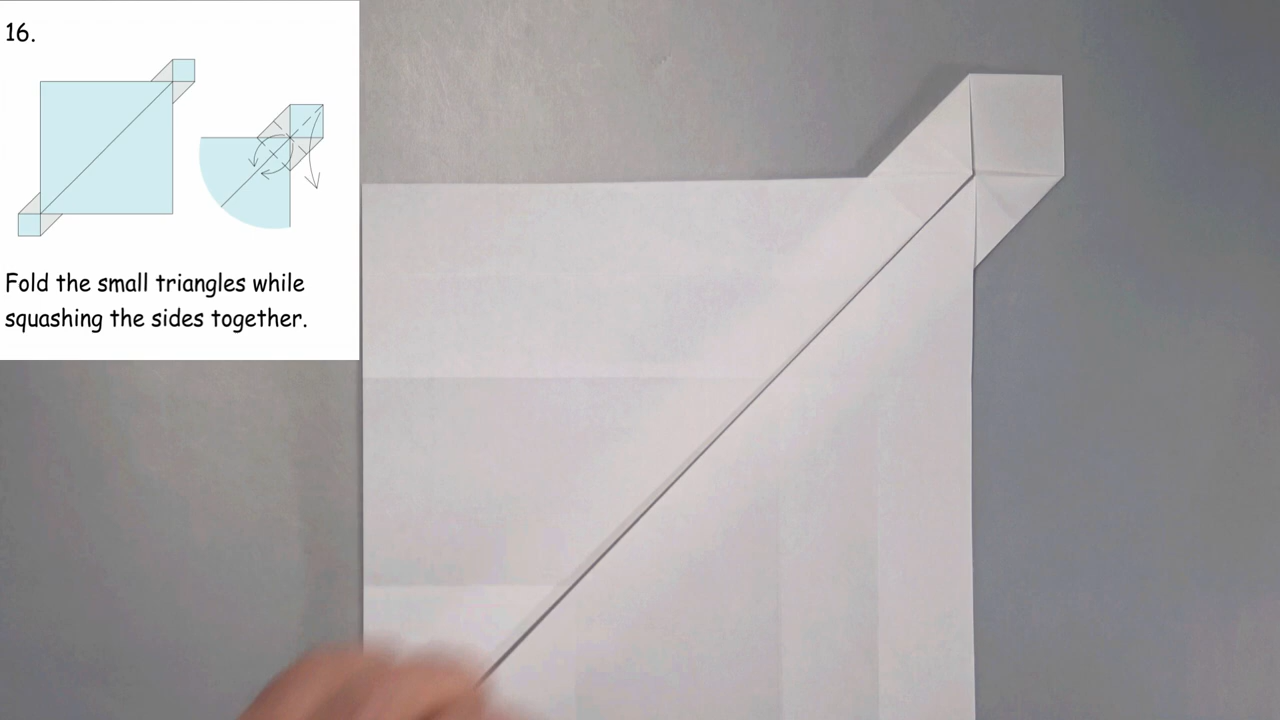 16.
Fold the small triangles while
squashing the sides together.